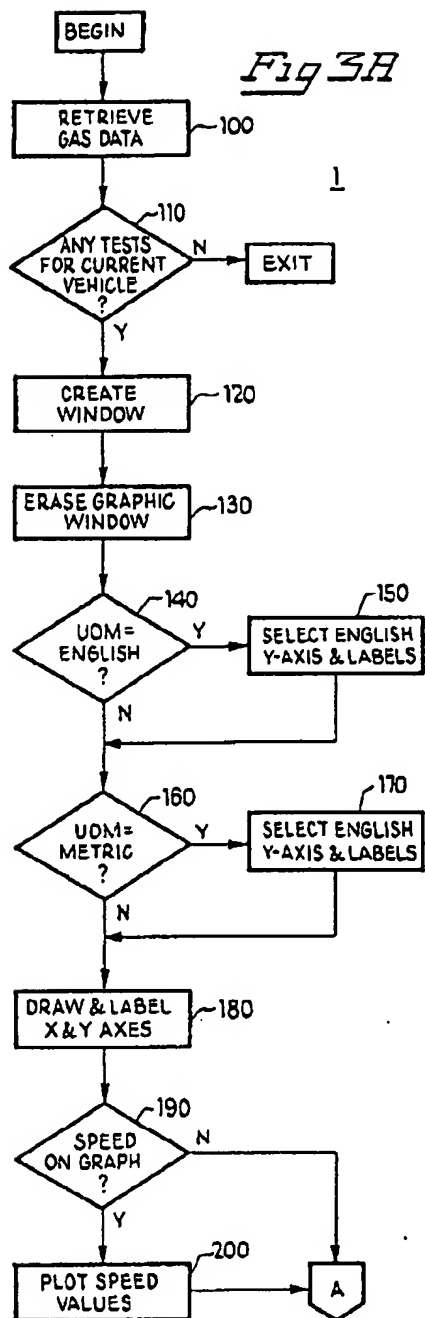 BEGIN
Fig 3A
RETRIEVE
GAS DATA
100
1
110
ANY TESTS
FOR CURRENT
VEHICLE
?
N
EXIT
Y
CREATE
WINDOW
120
ERASE GRAPHIC
WINDOW
130
140
UOM=
ENGLISH
?
Y
150
SELECT ENGLISH
Y-AXIS & LABELS
N
160
UOM=
METRIC
?
Y
170
SELECT ENGLISH
Y-AXIS & LABELS
N
DRAW & LABEL
X & Y AXES
180
190
SPEED
ON GRAPH
?
N
Y
200
PLOT SPEED
VALUES
A